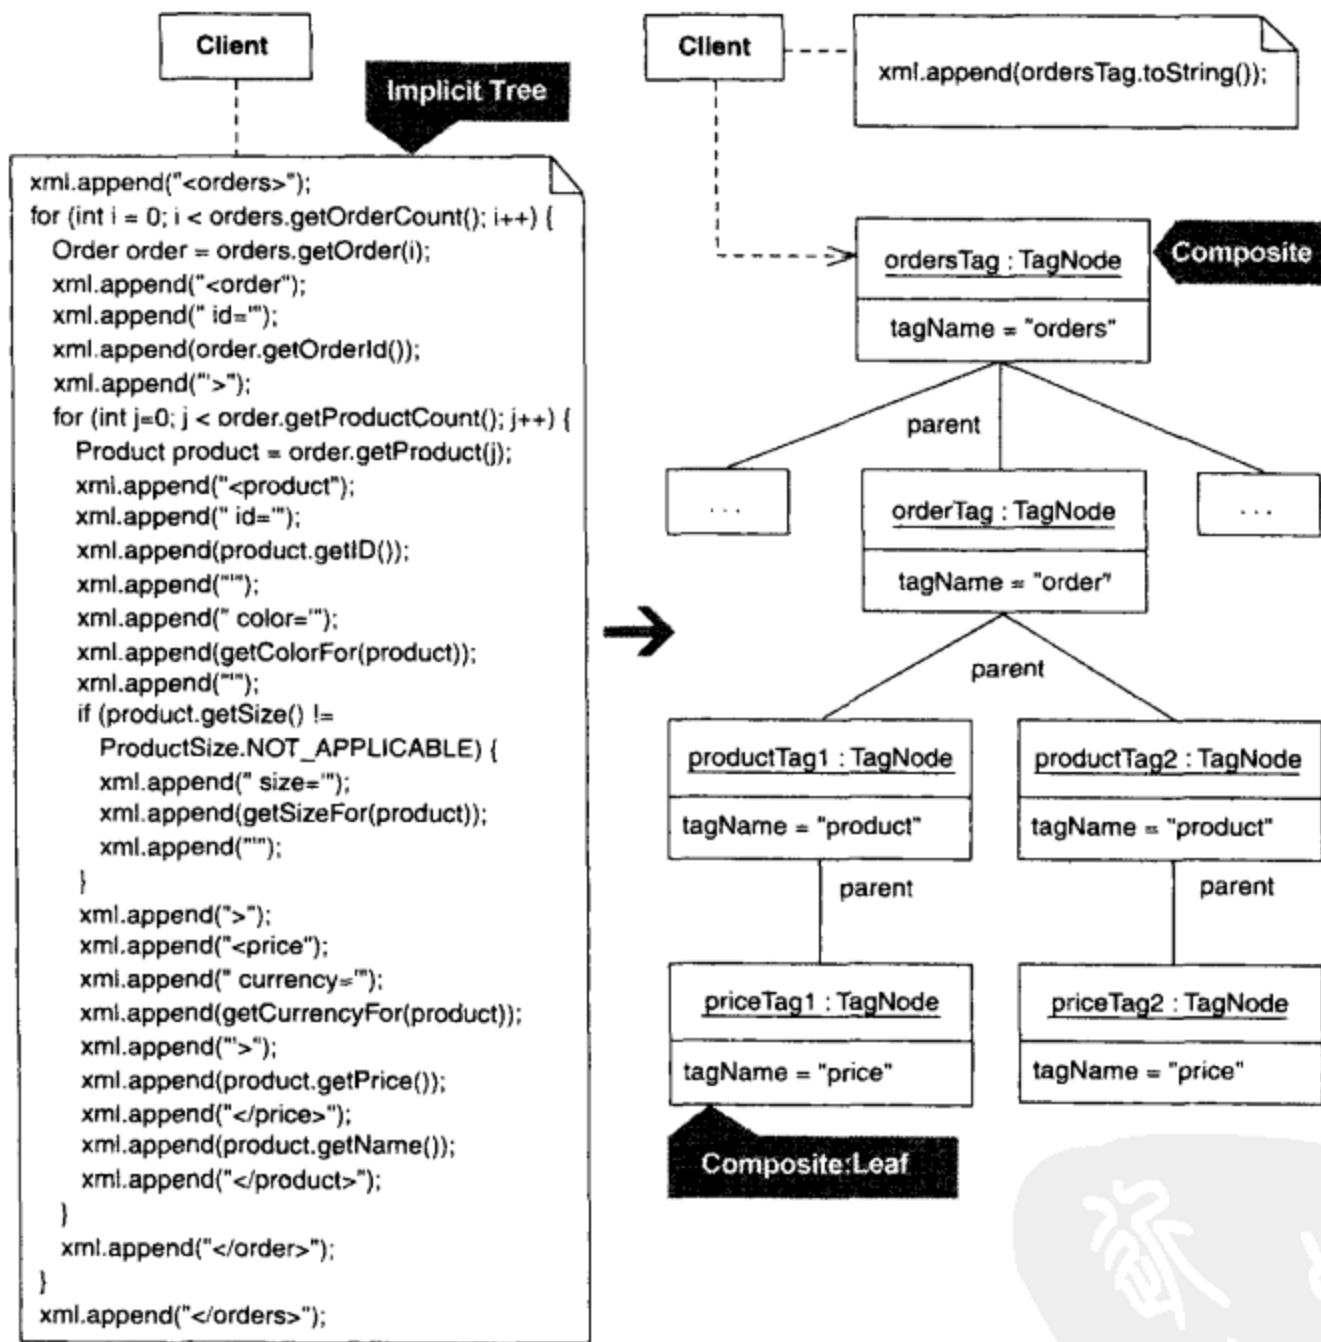 Client
Implicit Tree
xml.append("<orders>");
for (int i = 0; i < orders.getOrderCount(); i++) {
Order order = orders.getOrder(i);
xml.append("<order");
xml.append(" id='");
xml.append(order.getOrderId());
xml.append("'>");
for (int j=0; j < order.getProductCount(); j++) {
Product product = order.getProduct(j);
xml.append("<product");
xml.append(" id='");
xml.append(product.getID());
xml.append("'");
xml.append(" color='");
xml.append(getColorFor(product));
xml.append("'");
if (product.getSize() !=
ProductSize.NOT_APPLICABLE) {
xml.append(" size='");
xml.append(getSizeFor(product));
xml.append("'");
}
xml.append(">");
xml.append("<price");
xml.append(" currency='");
xml.append(getCurrencyFor(product));
xml.append("'>");
xml.append(product.getPrice());
xml.append("</price>");
xml.append(product.getName());
xml.append("</product>");
}
xml.append("</order>");
}
xml.append("</orders>");
Client
xml.append(ordersTag.toString());
Composite
ordersTag : TagNode
tagName = "orders"
parent
. . .
orderTag : TagNode
tagName = "order"
. . .
parent
productTag1 : TagNode
tagName = "product"
productTag2 : TagNode
tagName = "product"
parent
parent
priceTag1 : TagNode
tagName = "price"
priceTag2 : TagNode
tagName = "price"
Composite:Leaf